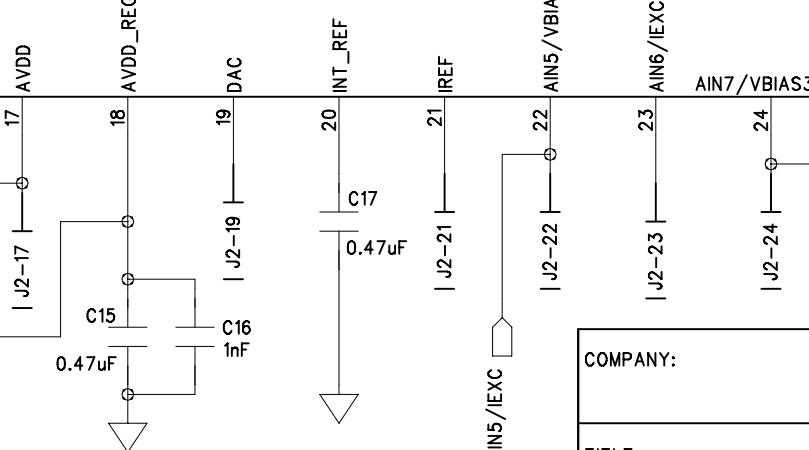 AVDD
AVDD_REG
DAC
INT_REF
IREF
AIN5/VBIA
AIN6/IEXC
AIN7/VBIAS3
17
18
19
20
21
22
23
24
J2-17
J2-19
C17
0.47uF
J2-21
J2-22
J2-23
J2-24
C15
0.47uF
C16
1nF
IN5/IEXC
COMPANY: